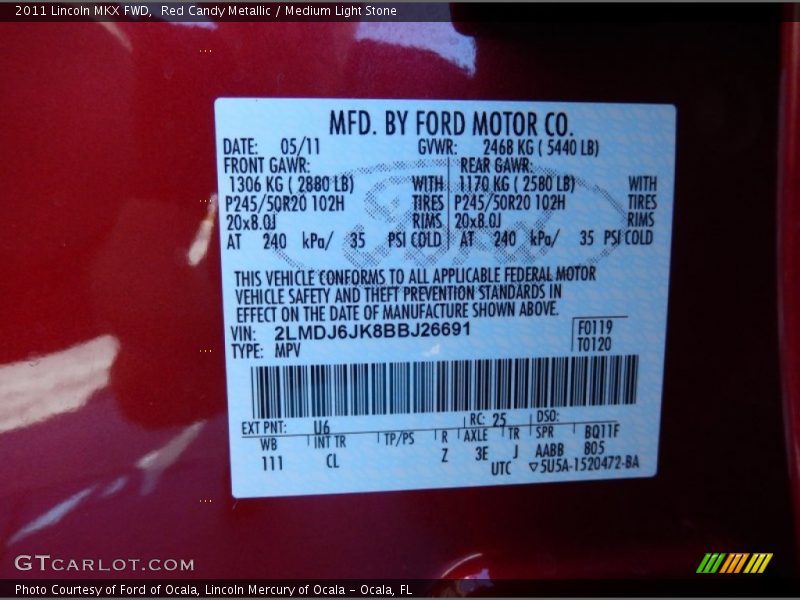 2011 Lincoln MKX FWD, Red Candy Metallic / Medium Light Stone
MFD. BY FORD MOTOR CO.
DATE: 05/11 GVWR: 2468 KG ( 5440 LB)
FRONT GAWR: REAR GAWR:
1306 KG ( 2880 LB) WITH 1170 KG ( 2580 LB) WITH
P245/50R20 102H TIRES P245/50R20 102H TIRES
20x8.0J RIMS 20x8.0J RIMS
AT 240 kPa/ 35 PSI COLD AT 240 kPa/ 35 PSI COLD
THIS VEHICLE CONFORMS TO ALL APPLICABLE FEDERAL MOTOR
VEHICLE SAFETY AND THEFT PREVENTION STANDARDS IN
EFFECT ON THE DATE OF MANUFACTURE SHOWN ABOVE.
VIN: 2LMDJ6JK8BBJ26691 F0119
TYPE: MPV T0120
EXT PNT: U6 RC: 25 DSO:
WB INT TR TP/PS R AXLE TR SPR BQ11F
111 CL Z 3E J AABB 805
UTC ▽5U5A-1520472-BA
GTCARLOT.COM
Photo Courtesy of Ford of Ocala, Lincoln Mercury of Ocala - Ocala, FL